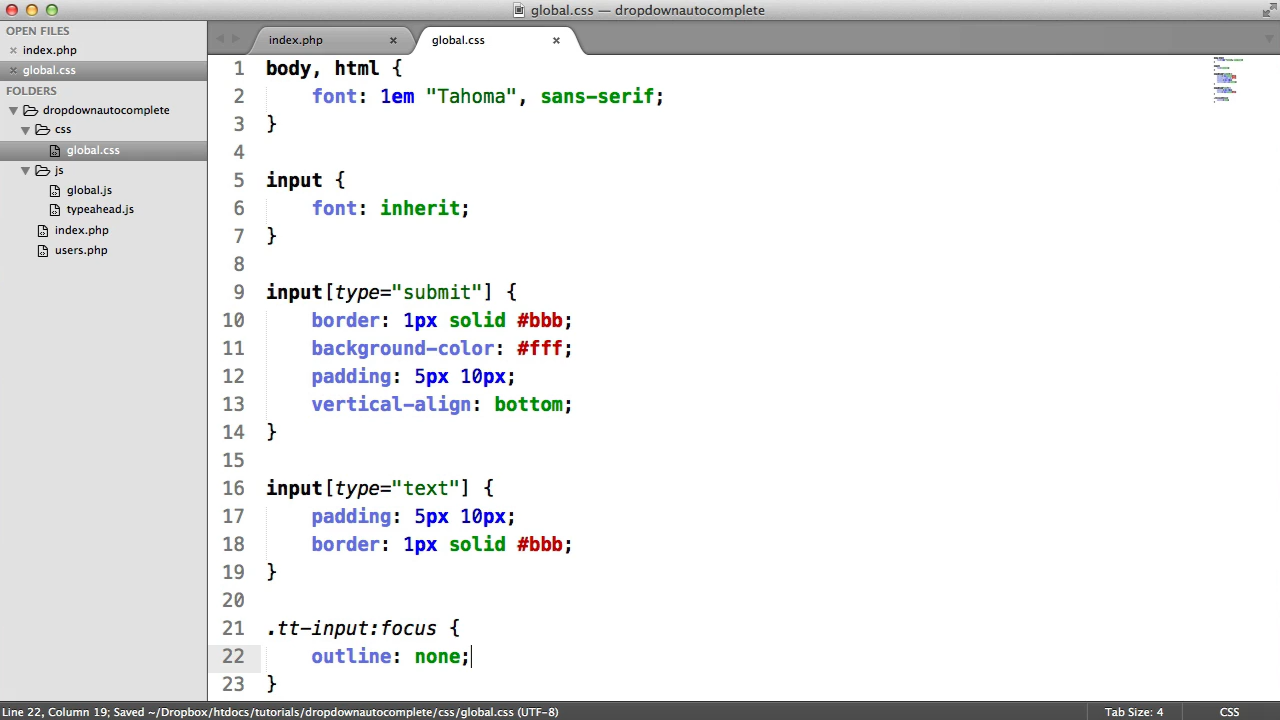 global.css — dropdownautocomplete
OPEN FILES
index.php
global.css
FOLDERS
dropdownautocomplete
css
global.css
js
global.js
typeahead.js
index.php
users.php
index.php
global.css
1 body, html {
2 font: 1em "Tahoma", sans-serif;
3 }
4
5 input {
6 font: inherit;
7 }
8
9 input[type="submit"] {
10 border: 1px solid #bbb;
11 background-color: #fff;
12 padding: 5px 10px;
13 vertical-align: bottom;
14 }
15
16 input[type="text"] {
17 padding: 5px 10px;
18 border: 1px solid #bbb;
19 }
20
21 .tt-input:focus {
22 outline: none;
23 }
Line 22, Column 19; Saved ~/Dropbox/htdocs/tutorials/dropdownautocomplete/css/global.css (UTF-8)
Tab Size: 4
CSS